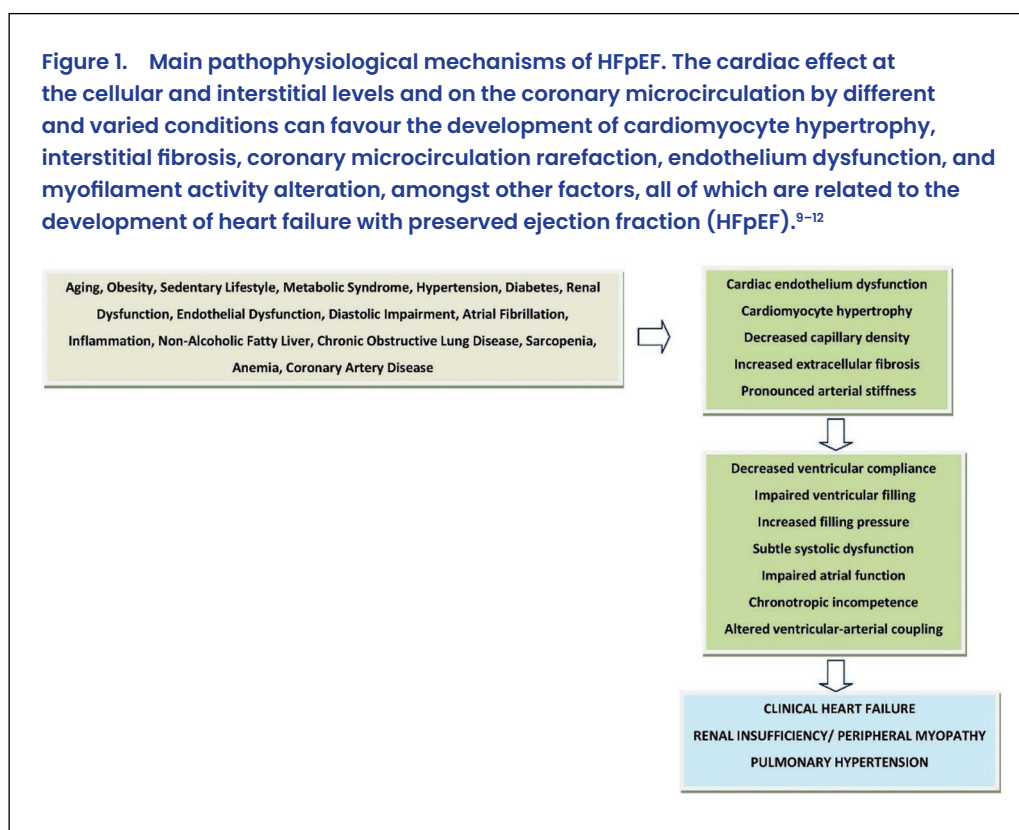 Figure 1. Main pathophysiological mechanisms of HFpEF. The cardiac effect at
the cellular and interstitial levels and on the coronary microcirculation by different
and varied conditions can favour the development of cardiomyocyte hypertrophy,
interstitial fibrosis, coronary microcirculation rarefaction, endothelium dysfunction, and
myofilament activity alteration, amongst other factors, all of which are related to the
development of heart failure with preserved ejection fraction (HFpEF).⁹⁻¹²
Aging, Obesity, Sedentary Lifestyle, Metabolic Syndrome, Hypertension, Diabetes, Renal
Dysfunction, Endothelial Dysfunction, Diastolic Impairment, Atrial Fibrillation,
Inflammation, Non-Alcoholic Fatty Liver, Chronic Obstructive Lung Disease, Sarcopenia,
Anemia, Coronary Artery Disease
Cardiac endothelium dysfunction
Cardiomyocyte hypertrophy
Decreased capillary density
Increased extracellular fibrosis
Pronounced arterial stiffness
Decreased ventricular compliance
Impaired ventricular filling
Increased filling pressure
Subtle systolic dysfunction
Impaired atrial function
Chronotropic incompetence
Altered ventricular-arterial coupling
CLINICAL HEART FAILURE
RENAL INSUFFICIENCY/ PERIPHERAL MYOPATHY
PULMONARY HYPERTENSION